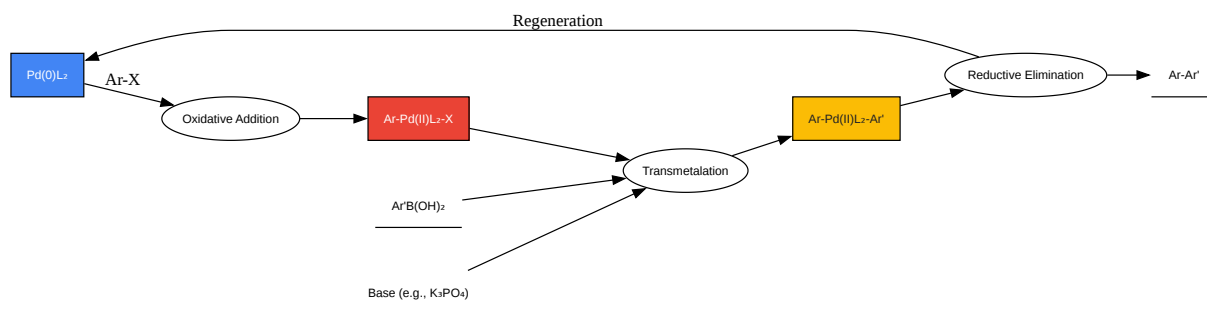 Regeneration
Pd(0)L₂
Ar-X
Oxidative Addition
Ar-Pd(II)L₂-X
Ar'B(OH)₂
Base (e.g., K₃PO₄)
Transmetalation
Ar-Pd(II)L₂-Ar'
Reductive Elimination
Ar-Ar'